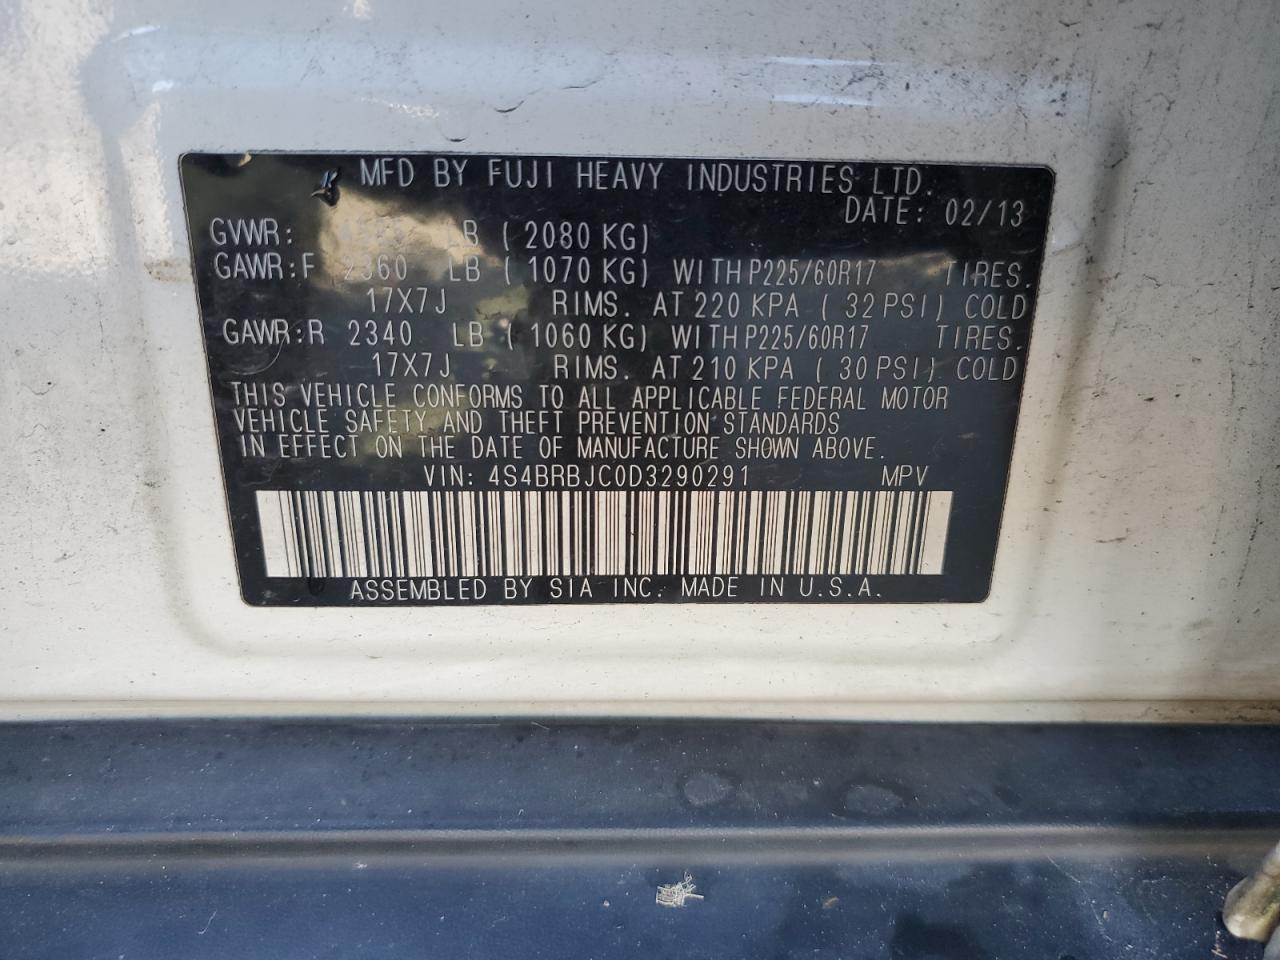 MFD BY FUJI HEAVY INDUSTRIES LTD.
DATE: 02/13
GVWR: LB ( 2080 KG)
GAWR:F 2360 LB ( 1070 KG) WITH P225/60R17 TIRES.
17X7J RIMS. AT 220 KPA ( 32 PSI) COLD
GAWR:R 2340 LB ( 1060 KG) WITH P225/60R17 TIRES.
17X7J RIMS. AT 210 KPA ( 30 PSI) COLD
THIS VEHICLE CONFORMS TO ALL APPLICABLE FEDERAL MOTOR
VEHICLE SAFETY AND THEFT PREVENTION STANDARDS
IN EFFECT ON THE DATE OF MANUFACTURE SHOWN ABOVE.
VIN: 4S4BRBJC0D3290291 MPV
ASSEMBLED BY SIA INC. MADE IN U.S.A.